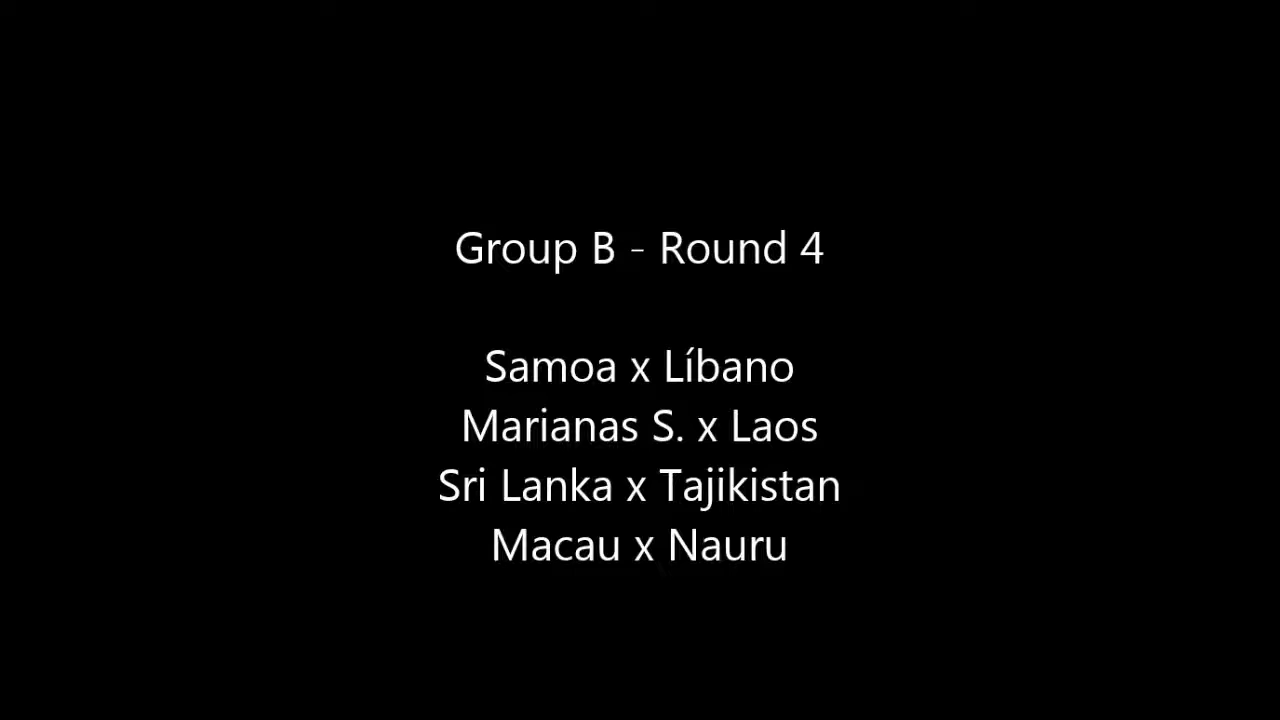 Group B - Round 4
Samoa x Líbano
Marianas S. x Laos
Sri Lanka x Tajikistan
Macau x Nauru